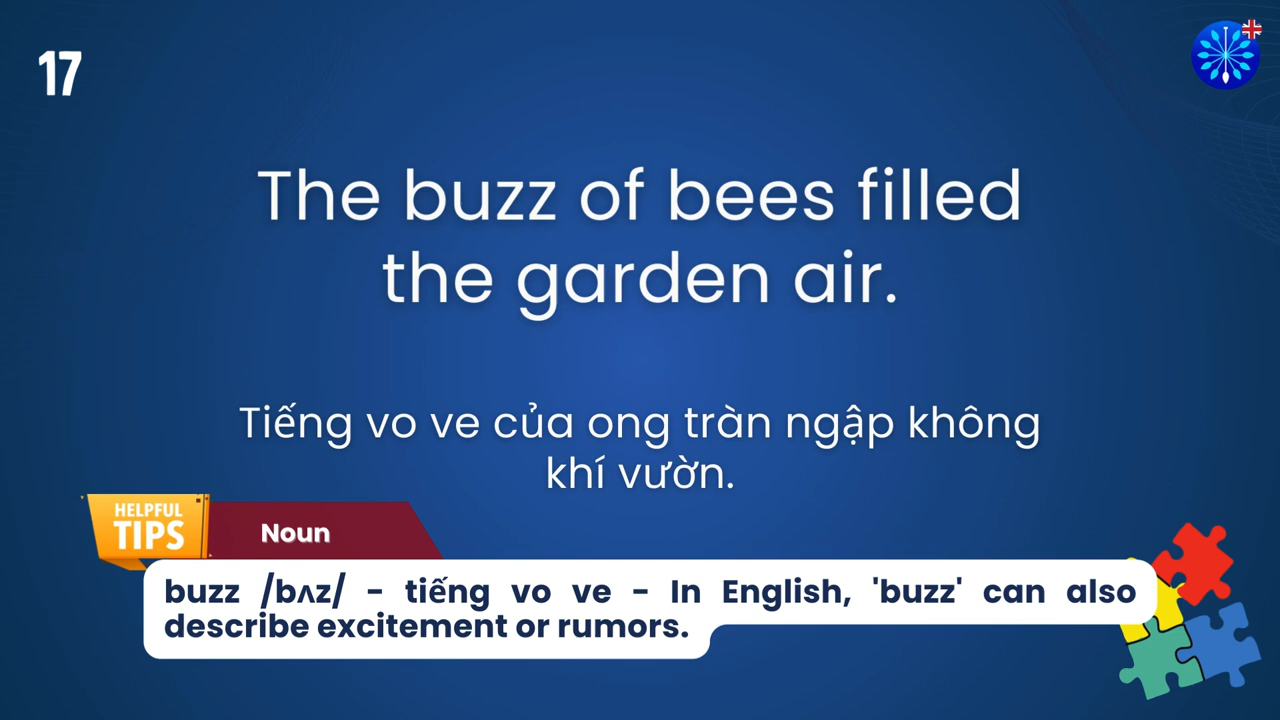 17
The buzz of bees filled
the garden air.
Tiếng vo ve của ong tràn ngập không
khí vườn.
HELPFUL
TIPS
Noun
buzz /bʌz/ - tiếng vo ve - In English, 'buzz' can also
describe excitement or rumors.